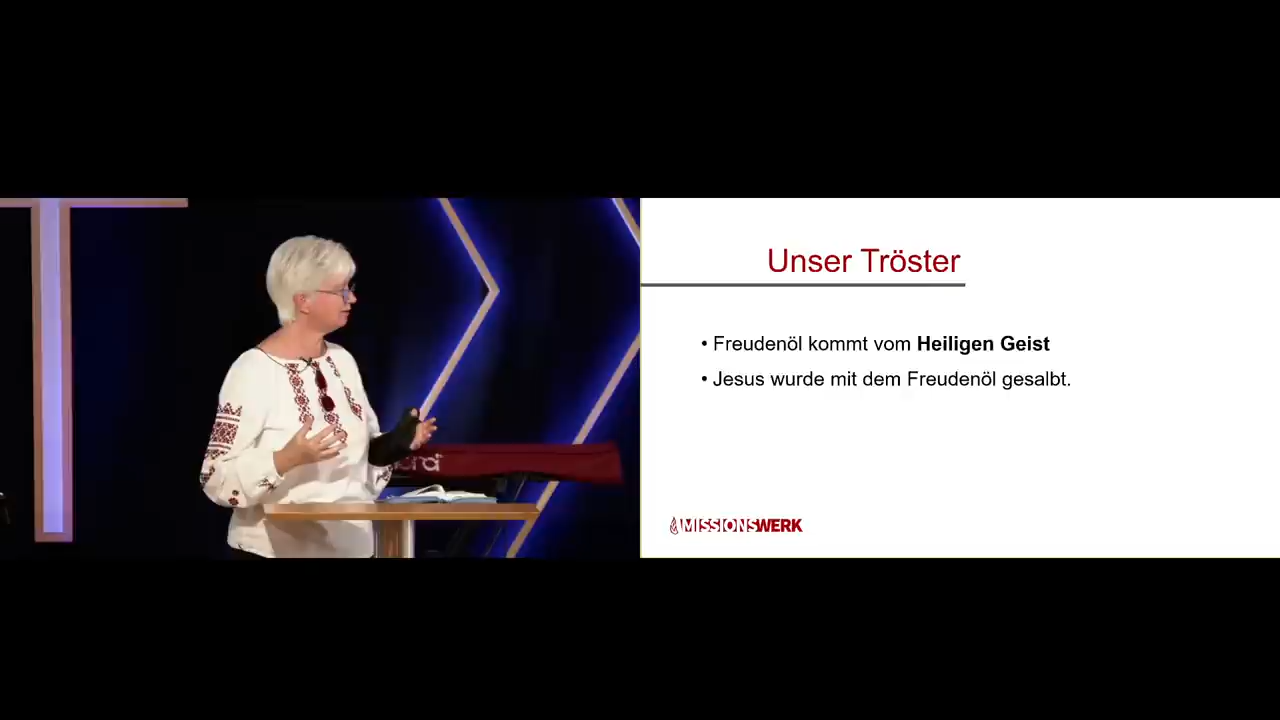 Unser Tröster
• Freudenöl kommt vom Heiligen Geist
• Jesus wurde mit dem Freudenöl gesalbt.
MISSIONSWERK